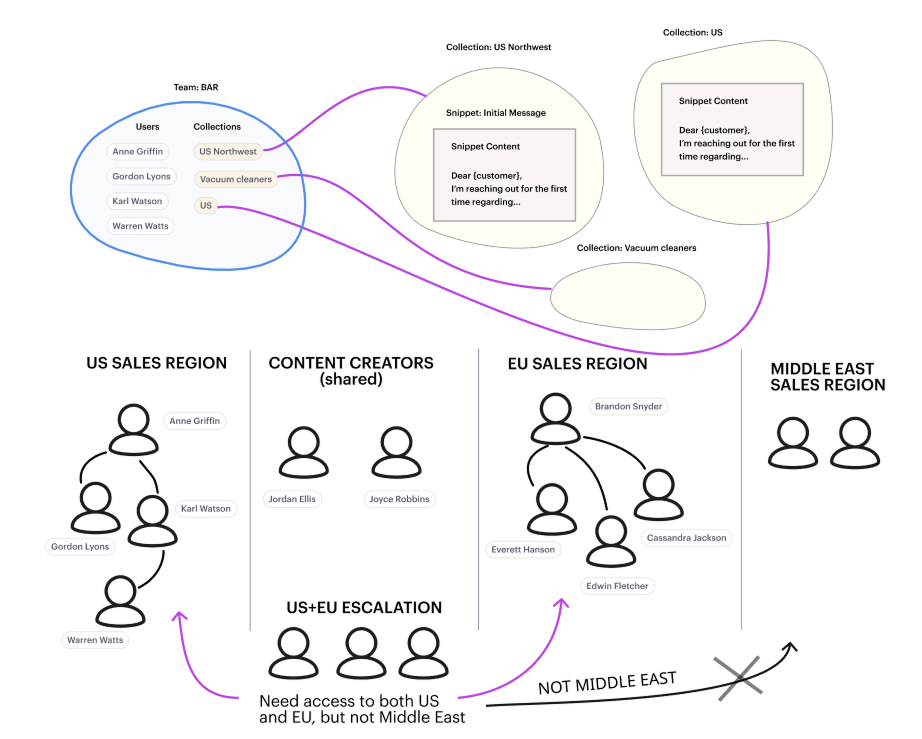 Collection: US
Collection: US Northwest
Team: BAR
Users
Collections
Anne Griffin
Gordon Lyons
Karl Watson
Warren Watts
US Northwest
Vacuum cleaners
US
Snippet: Initial Message
Snippet Content
Dear {customer},
I'm reaching out for the first
time regarding...
Snippet Content
Dear {customer},
I'm reaching out for the first
time regarding...
Collection: Vacuum cleaners
US SALES REGION
Anne Griffin
Karl Watson
Gordon Lyons
Warren Watts
CONTENT CREATORS
(shared)
Jordan Ellis
Joyce Robbins
EU SALES REGION
Brandon Snyder
Everett Hanson
Cassandra Jackson
Edwin Fletcher
MIDDLE EAST
SALES REGION
US+EU ESCALATION
Need access to both US
and EU, but not Middle East
NOT MIDDLE EAST